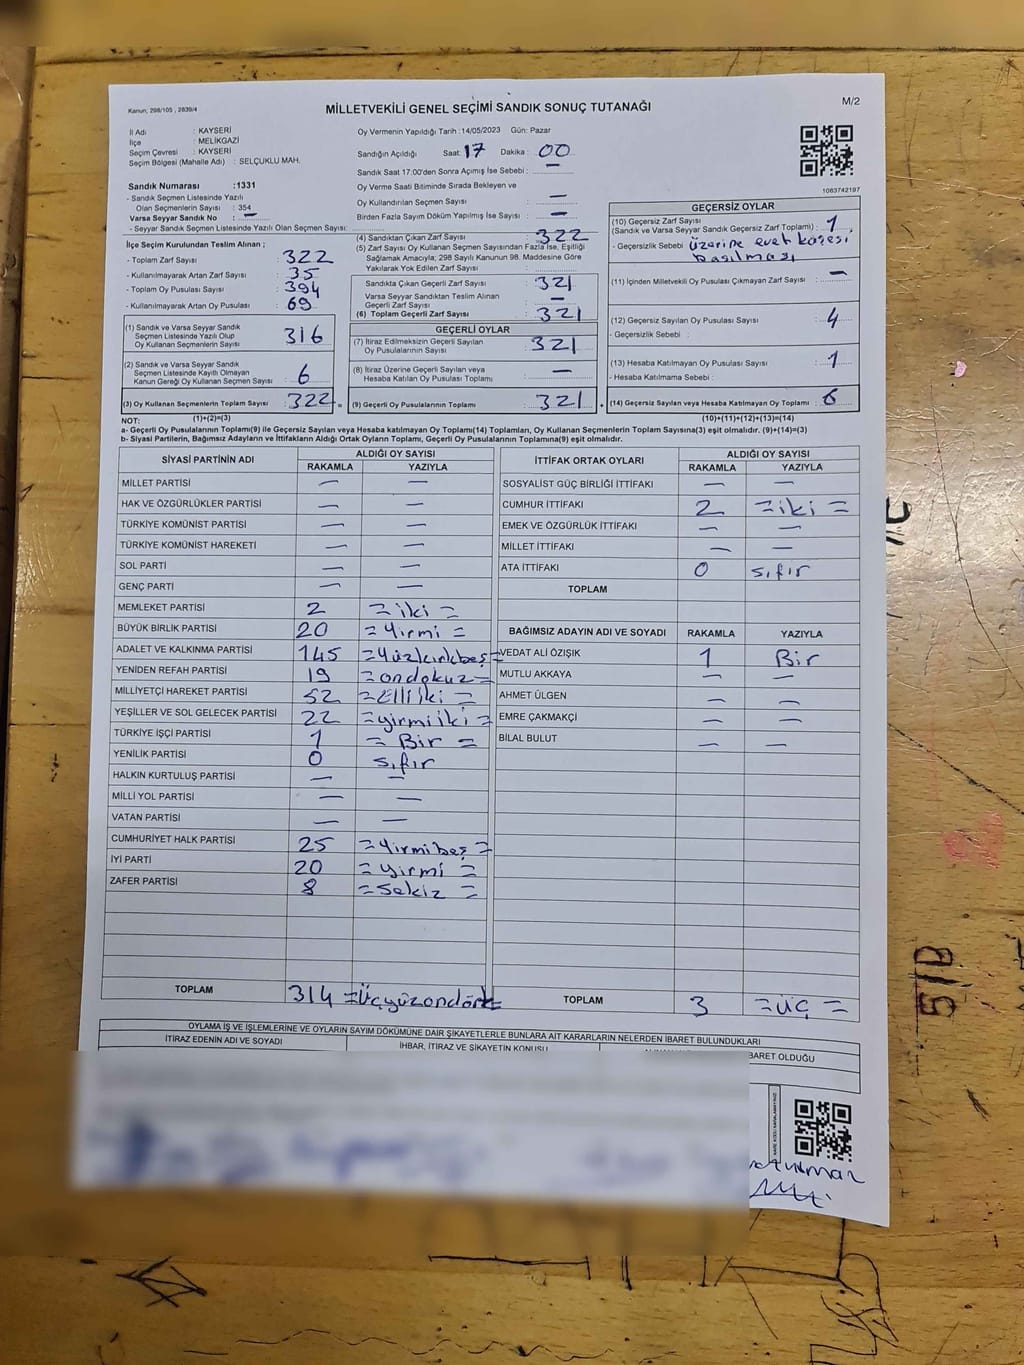 Kanun; 298/105 , 2839/4
MİLLETVEKİLİ GENEL SEÇİMİ SANDIK SONUÇ TUTANAĞI
M/2
İl Adı : KAYSERİ
İlçe : MELİKGAZİ
Seçim Çevresi : KAYSERİ
Seçim Bölgesi (Mahalle Adı) : SELÇUKLU MAH.
Sandık Numarası :1331
- Sandık Seçmen Listesinde Yazılı
Olan Seçmenlerin Sayısı : 354
Varsa Seyyar Sandık No : —
- Seyyar Sandık Seçmen Listesinde Yazılı Olan Seçmenlerin Sayısı:
Oy Vermenin Yapıldığı Tarih :14/05/2023 Gün: Pazar
Sandığın Açıldığı Saat: 17 Dakika : 00
Sandık Saat 17.00'den Sonra Açımış İse Sebebi : —
Oy Verme Saati Bitiminde Sırada Bekleyen ve
Oy Kullandırılan Seçmen Sayısı : —
Birden Fazla Sayım Döküm Yapılmış İse Sayısı : —
1083742197
İlçe Seçim Kurulundan Teslim Alınan ;
- Toplam Zarf Sayısı : 322
- Kullanılmayarak Artan Zarf Sayısı : 35
- Toplam Oy Pusulası Sayısı : 394
- Kullanılmayarak Artan Oy Pusulası : 69
(1) Sandık ve Varsa Seyyar Sandık
Seçmen Listesinde Yazılı Olup
Oy Kullanan Seçmenlerin Sayısı : 316
(2) Sandık ve Varsa Seyyar Sandık
Seçmen Listesinde Kayıtlı Olmayan
Kanun Gereği Oy Kullanan Seçmen Sayısı : 6
(3) Oy Kullanan Seçmenlerin Toplam Sayısı : 322
(1)+(2)=(3)
(4) Sandıktan Çıkan Zarf Sayısı : 322
(5) Zarf Sayısı Oy Kullanan Seçmen Sayısından Fazla İse, Eşitliği
Sağlamak Amacıyla; 298 Sayılı Kanunun 98. Maddesine Göre
Yakılarak Yok Edilen Zarf Sayısı :
Sandıkta Çıkan Geçerli Zarf Sayısı : 321
Varsa Seyyar Sandıktan Teslim Alınan
Geçerli Zarf Sayısı : —
(6) Toplam Geçerli Zarf Sayısı : 321
GEÇERLİ OYLAR
(7) İtiraz Edilmeksizin Geçerli Sayılan
Oy Pusulalarının Sayısı : 321
(8) İtiraz Üzerine Geçerli Sayılan veya
Hesaba Katılan Oy Pusulası Toplamı : —
(9) Geçerli Oy Pusulalarının Toplamı : 321
GEÇERSİZ OYLAR
(10) Geçersiz Zarf Sayısı
(Sandık ve Varsa Seyyar Sandık Geçersiz Zarf Toplamı) : 1
- Geçersizlik Sebebi : üzerine evet kaşesi
basılması
(11) İçinden Milletvekili Oy Pusulası Çıkmayan Zarf Sayısı : —
(12) Geçersiz Sayılan Oy Pusulası Sayısı : 4
- Geçersizlik Sebebi :
(13) Hesaba Katılmayan Oy Pusulası Sayısı : 1
- Hesaba Katılmama Sebebi :
(14) Geçersiz Sayılan veya Hesaba Katılmayan Oy Toplamı : 6
(10)+(11)+(12)+(13)=(14)
NOT:
a- Geçerli Oy Pusulalarının Toplamı(9) ile Geçersiz Sayılan veya Hesaba katılmayan Oy Toplamı(14) Toplamları, Oy Kullanan Seçmenlerin Toplam Sayısına(3) eşit olmalıdır. (9)+(14)=(3)
b- Siyasi Partilerin, Bağımsız Adayların ve İttifakların Aldığı Ortak Oyların Toplamı, Geçerli Oy Pusulalarının Toplamına(9) eşit olmalıdır.
SİYASİ PARTİNİN ADI ALDIĞI OY SAYISI
RAKAMLA YAZIYLA
MİLLET PARTİSİ — —
HAK VE ÖZGÜRLÜKLER PARTİSİ — —
TÜRKİYE KOMÜNİST PARTİSİ — —
TÜRKİYE KOMÜNİST HAREKETİ — —
SOL PARTİ — —
GENÇ PARTİ — —
MEMLEKET PARTİSİ 2 =iki=
BÜYÜK BİRLİK PARTİSİ 20 =Yirmi=
ADALET VE KALKINMA PARTİSİ 145 =Yüzkırkbeş=
YENİDEN REFAH PARTİSİ 19 =ondokuz=
MİLLİYETÇİ HAREKET PARTİSİ 52 =Elliiki=
YEŞİLLER VE SOL GELECEK PARTİSİ 22 =yirmiiki=
TÜRKİYE İŞÇİ PARTİSİ 1 =Bir=
YENİLİK PARTİSİ 0 sıfır
HALKIN KURTULUŞ PARTİSİ — —
MİLLİ YOL PARTİSİ — —
VATAN PARTİSİ — —
CUMHURİYET HALK PARTİSİ 25 =Yirmibeş=
İYİ PARTİ 20 =yirmi=
ZAFER PARTİSİ 8 =Sekiz=
TOPLAM 314 =Üçyüzondört=
İTTİFAK ORTAK OYLARI ALDIĞI OY SAYISI
RAKAMLA YAZIYLA
SOSYALİST GÜÇ BİRLİĞİ İTTİFAKI — —
CUMHUR İTTİFAKI 2 =iki=
EMEK VE ÖZGÜRLÜK İTTİFAKI — —
MİLLET İTTİFAKI — —
ATA İTTİFAKI 0 sıfır
TOPLAM
BAĞIMSIZ ADAYIN ADI VE SOYADI RAKAMLA YAZIYLA
VEDAT ALİ ÖZIŞIK 1 Bir
MUTLU AKKAYA — —
AHMET ÜLGEN — —
EMRE ÇAKMAKÇİ — —
BİLAL BULUT — —
TOPLAM 3 =ÜÇ=
OYLAMA İŞ VE İŞLEMLERİNE VE OYLARIN SAYIM DÖKÜMÜNE DAİR ŞİKAYETLERLE BUNLARA AİT KARARLARIN NELERDEN İBARET BULUNDUKLARI
İTİRAZ EDENİN ADI VE SOYADI
İHBAR, İTİRAZ VE ŞİKAYETİN KONUSU
BARET OLDUĞU
5/B